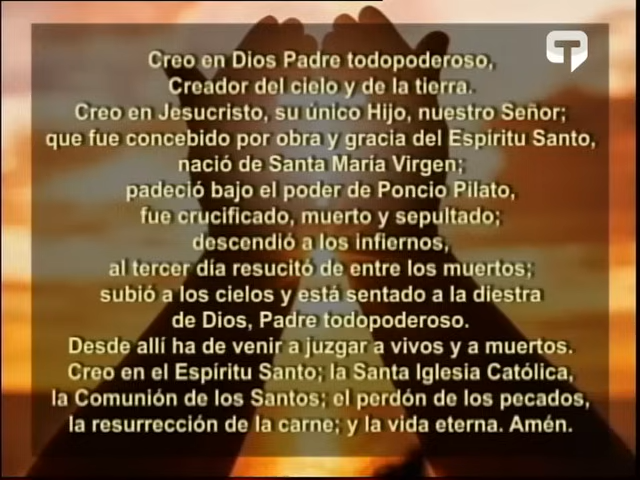 Creo en Dios Padre todopoderoso,
Creador del cielo y de la tierra.
Creo en Jesucristo, su único Hijo, nuestro Señor;
que fue concebido por obra y gracia del Espíritu Santo,
nació de Santa María Virgen;
padeció bajo el poder de Poncio Pilato,
fue crucificado, muerto y sepultado;
descendió a los infiernos,
al tercer día resucitó de entre los muertos;
subió a los cielos y está sentado a la diestra
de Dios, Padre todopoderoso.
Desde allí ha de venir a juzgar a vivos y a muertos.
Creo en el Espíritu Santo; la Santa Iglesia Católica,
la Comunión de los Santos; el perdón de los pecados,
la resurrección de la carne; y la vida eterna. Amén.